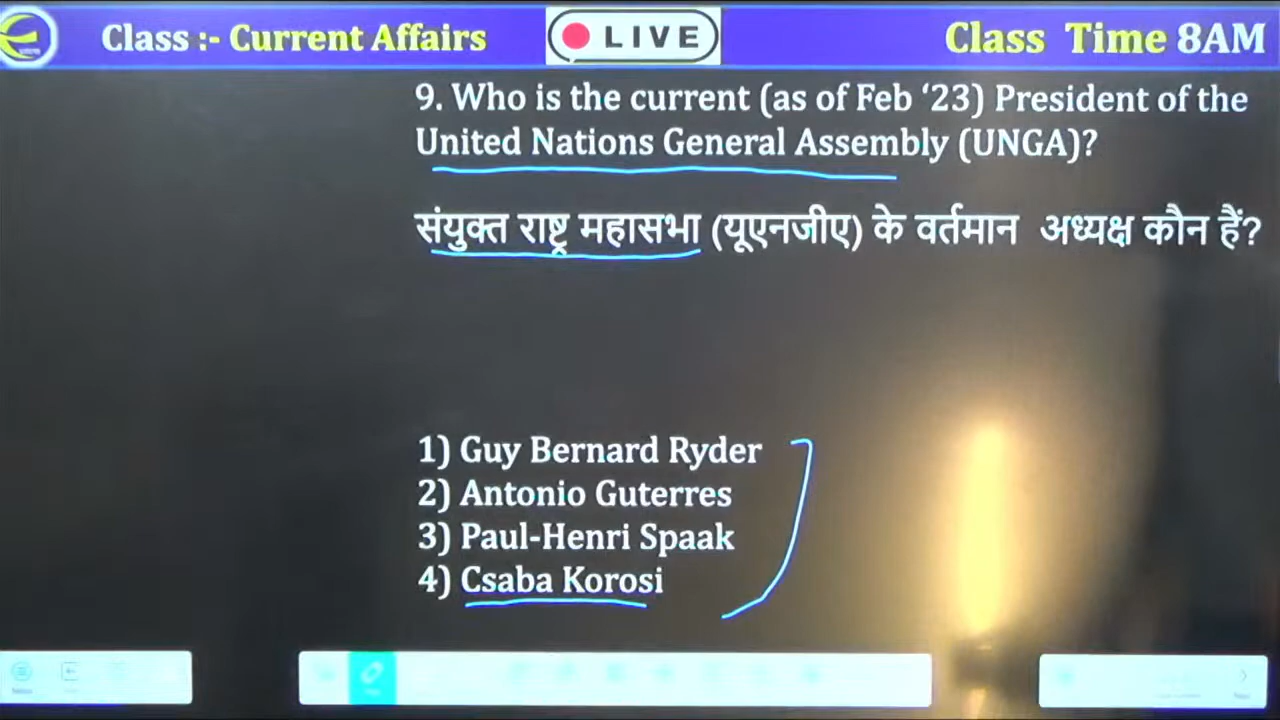 Class :- Current Affairs
LIVE
Class Time 8AM
9. Who is the current (as of Feb ‘23) President of the
United Nations General Assembly (UNGA)?
संयुक्त राष्ट्र महासभा (यूएनजीए) के वर्तमान अध्यक्ष कौन हैं?
1) Guy Bernard Ryder
2) Antonio Guterres
3) Paul-Henri Spaak
4) Csaba Korosi